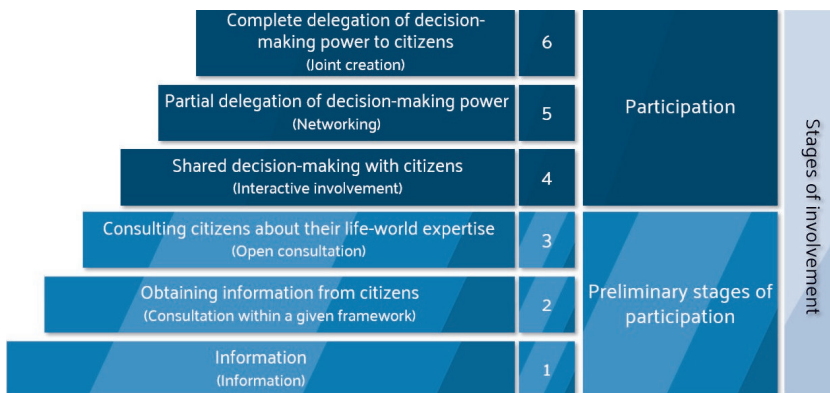 Complete delegation of decision-
making power to citizens
(Joint creation)
6
Partial delegation of decision-making power
(Networking)
5
Participation
Shared decision-making with citizens
(Interactive involvement)
4
Consulting citizens about their life-world expertise
(Open consultation)
3
Obtaining information from citizens
(Consultation within a given framework)
2
Preliminary stages of
participation
Information
(Information)
1
Stages of involvement